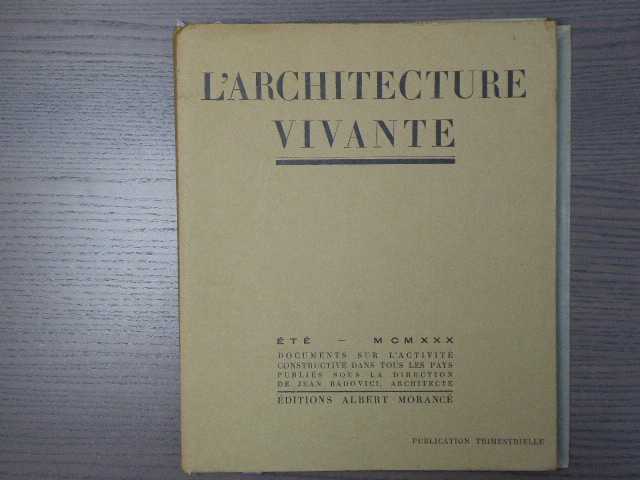 L'ARCHITECTURE
VIVANTE
ÉTÉ — MCMXXX
DOCUMENTS SUR L'ACTIVITÉ
CONSTRUCTIVE DANS TOUS LES PAYS
PUBLIÉS SOUS LA DIRECTION
DE JEAN BADOVICI, ARCHITECTE
ÉDITIONS ALBERT MORANCÉ
PUBLICATION TRIMESTRIELLE